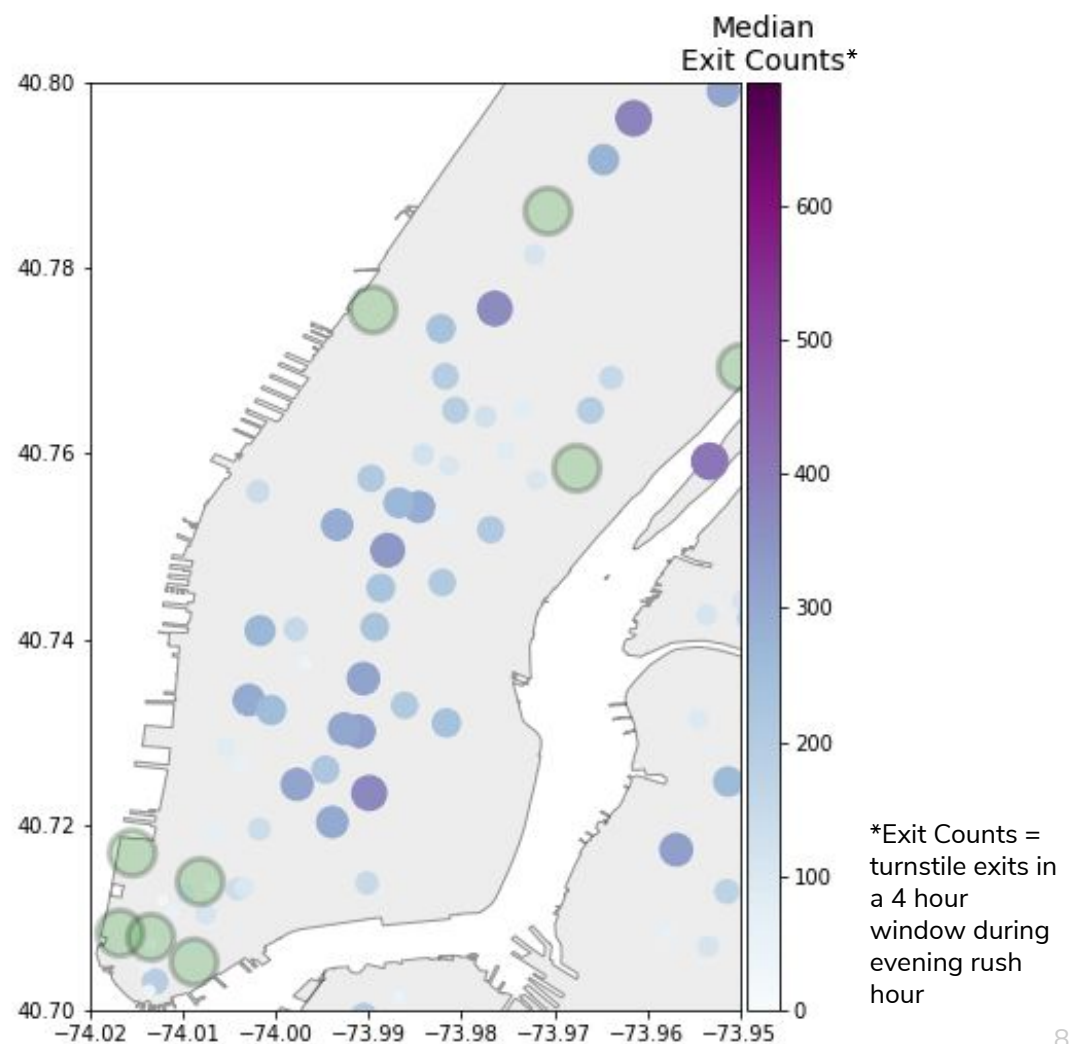 Median
Exit Counts*
40.80
40.78
40.76
40.74
40.72
40.70
−74.02 −74.01 −74.00 −73.99 −73.98 −73.97 −73.96 −73.95
600
500
400
300
200
100
0
*Exit Counts =
turnstile exits in
a 4 hour
window during
evening rush
hour
8